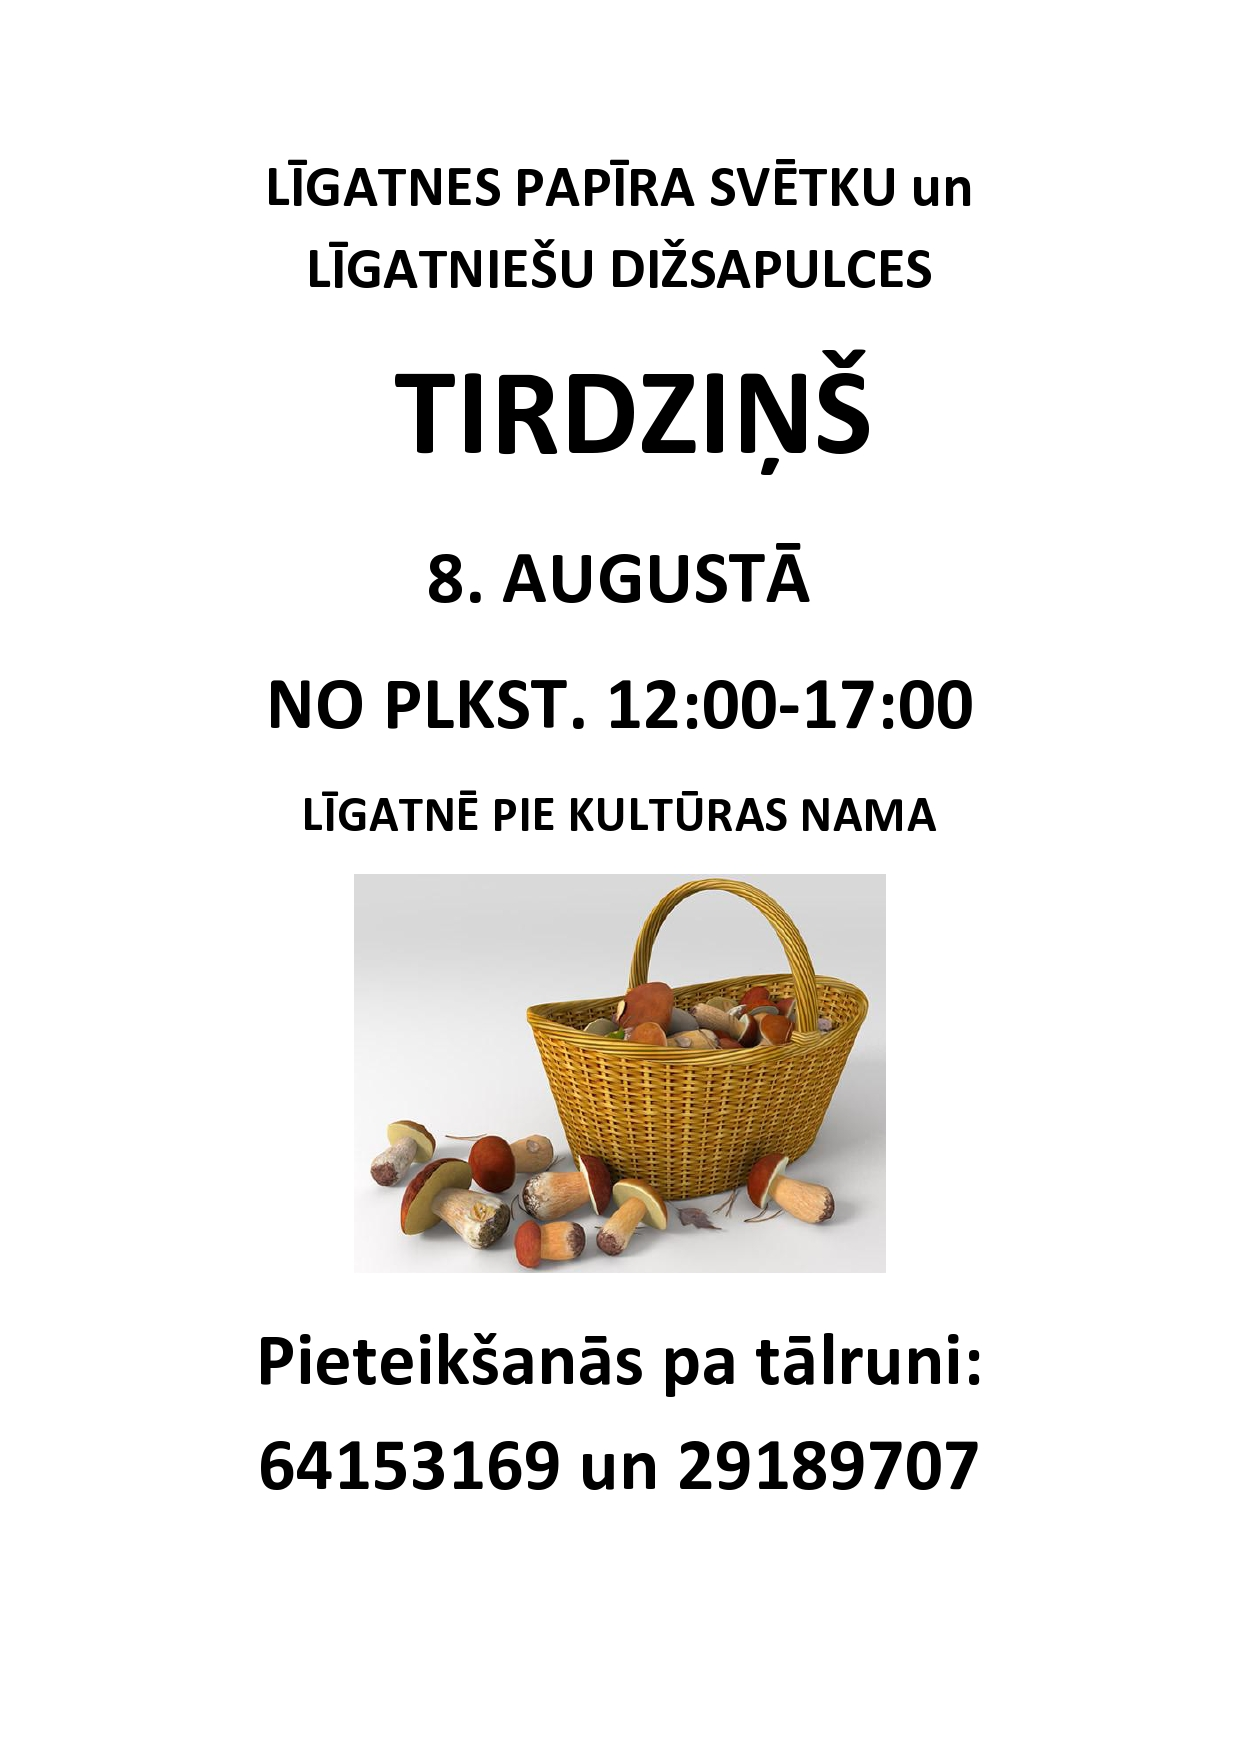 LĪGATNES PAPĪRA SVĒTKU un
LĪGATNIEŠU DIŽSAPULCES
TIRDZIŅŠ
8. AUGUSTĀ
NO PLKST. 12:00-17:00
LĪGATNĒ PIE KULTŪRAS NAMA
Pieteikšanās pa tālruni:
64153169 un 29189707